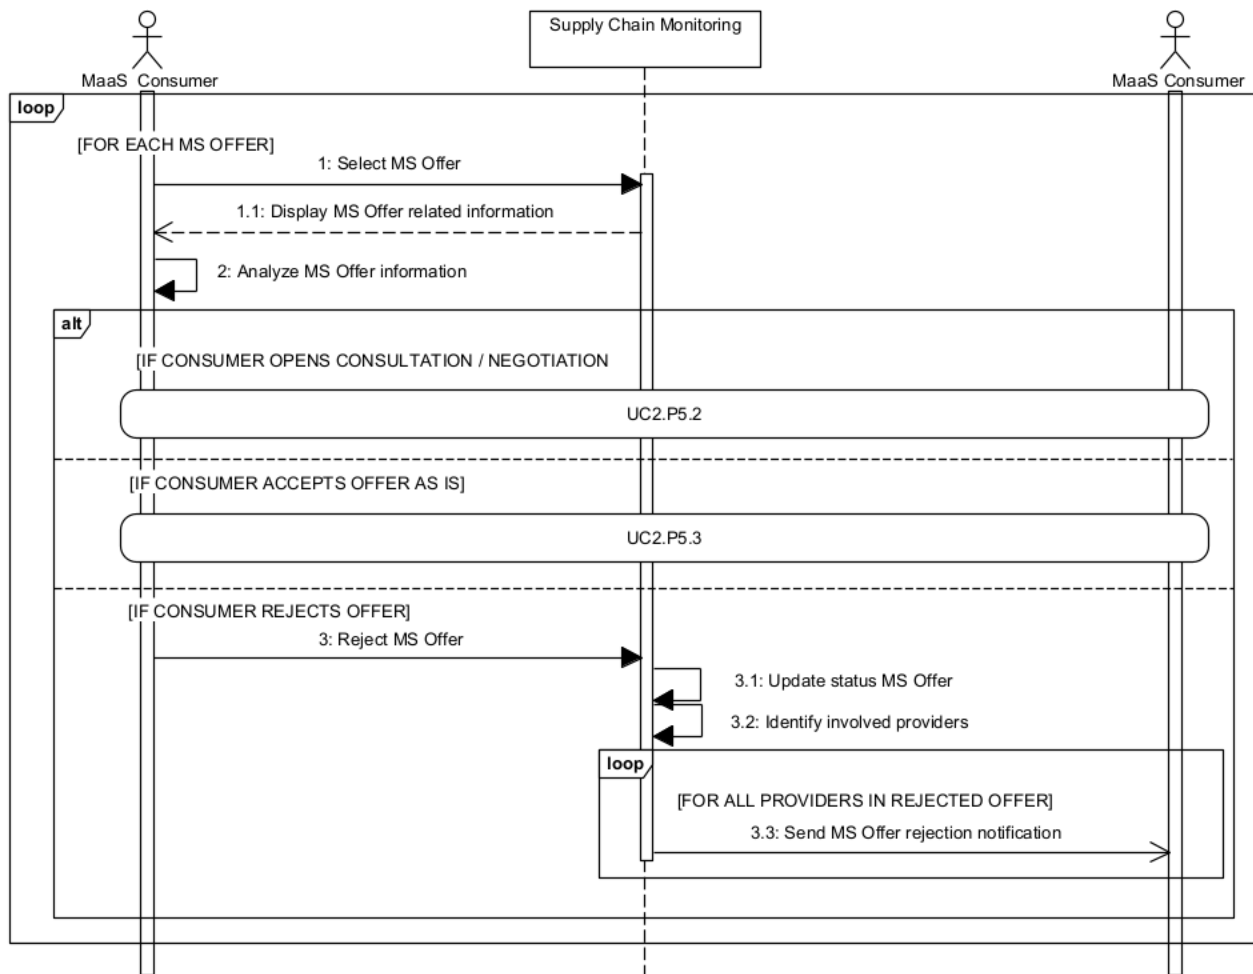 Supply Chain Monitoring
MaaS  Consumer
MaaS Consumer
loop
[FOR EACH MS OFFER]
1: Select MS Offer
1.1: Display MS Offer related information
2: Analyze MS Offer information
alt
[IF CONSUMER OPENS CONSULTATION / NEGOTIATION
UC2.P5.2
[IF CONSUMER ACCEPTS OFFER AS IS]
UC2.P5.3
[IF CONSUMER REJECTS OFFER]
3: Reject MS Offer
3.1: Update status MS Offer
3.2: Identify involved providers
loop
[FOR ALL PROVIDERS IN REJECTED OFFER]
3.3: Send MS Offer rejection notification